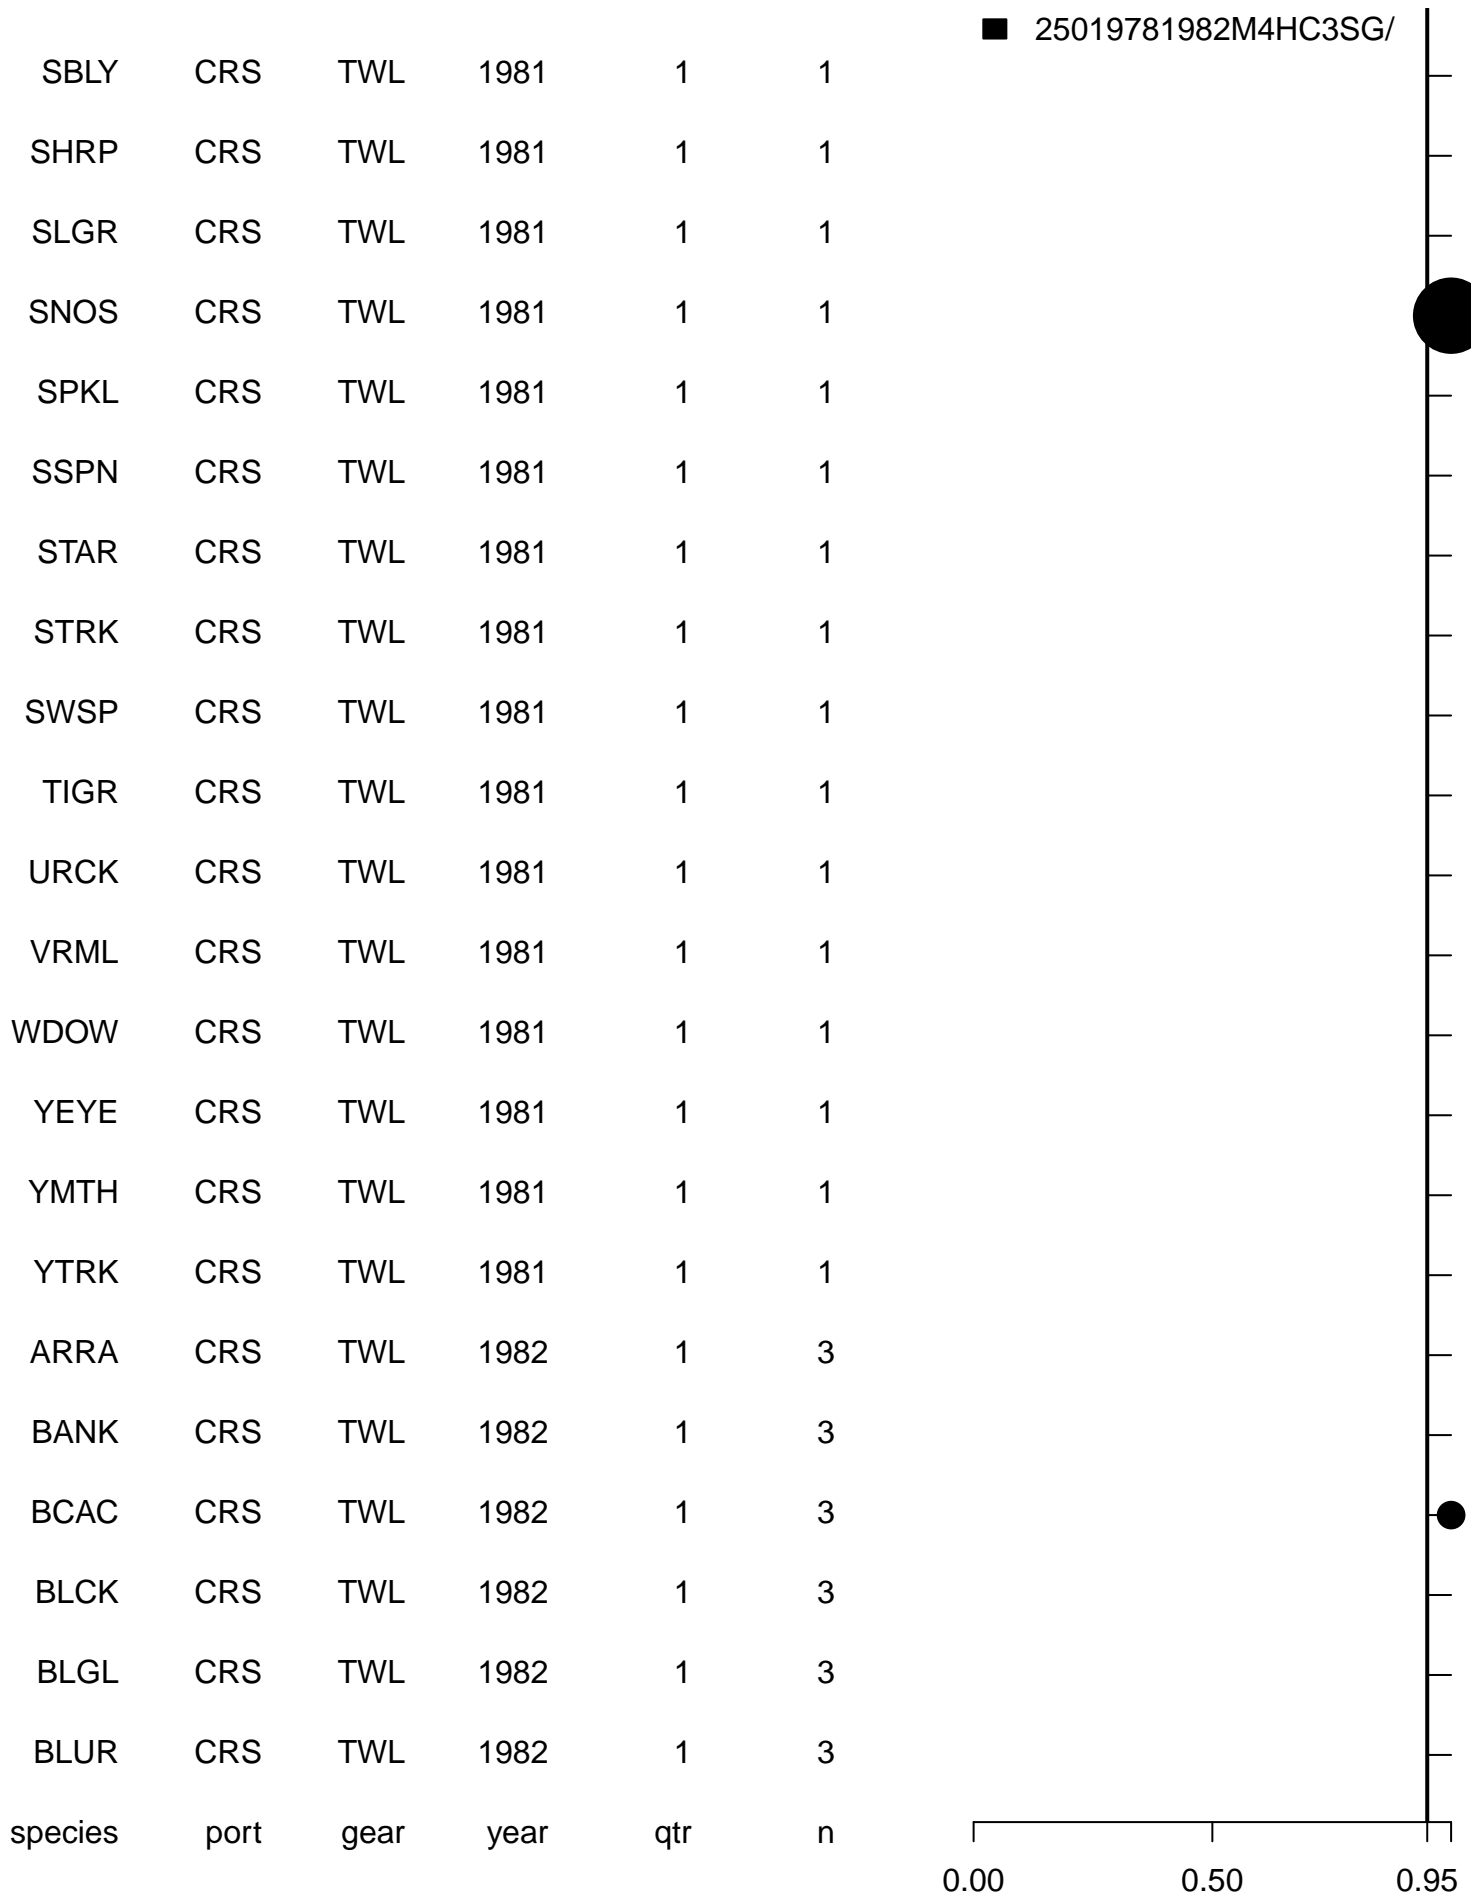 25019781982M4HC3SG/
SBLY CRS TWL 1981 1 1
SHRP CRS TWL 1981 1 1
SLGR CRS TWL 1981 1 1
SNOS CRS TWL 1981 1 1
SPKL CRS TWL 1981 1 1
SSPN CRS TWL 1981 1 1
STAR CRS TWL 1981 1 1
STRK CRS TWL 1981 1 1
SWSP CRS TWL 1981 1 1
TIGR CRS TWL 1981 1 1
URCK CRS TWL 1981 1 1
VRML CRS TWL 1981 1 1
WDOW CRS TWL 1981 1 1
YEYE CRS TWL 1981 1 1
YMTH CRS TWL 1981 1 1
YTRK CRS TWL 1981 1 1
ARRA CRS TWL 1982 1 3
BANK CRS TWL 1982 1 3
BCAC CRS TWL 1982 1 3
BLCK CRS TWL 1982 1 3
BLGL CRS TWL 1982 1 3
BLUR CRS TWL 1982 1 3
species port gear year qtr n
0.00 0.50 0.95